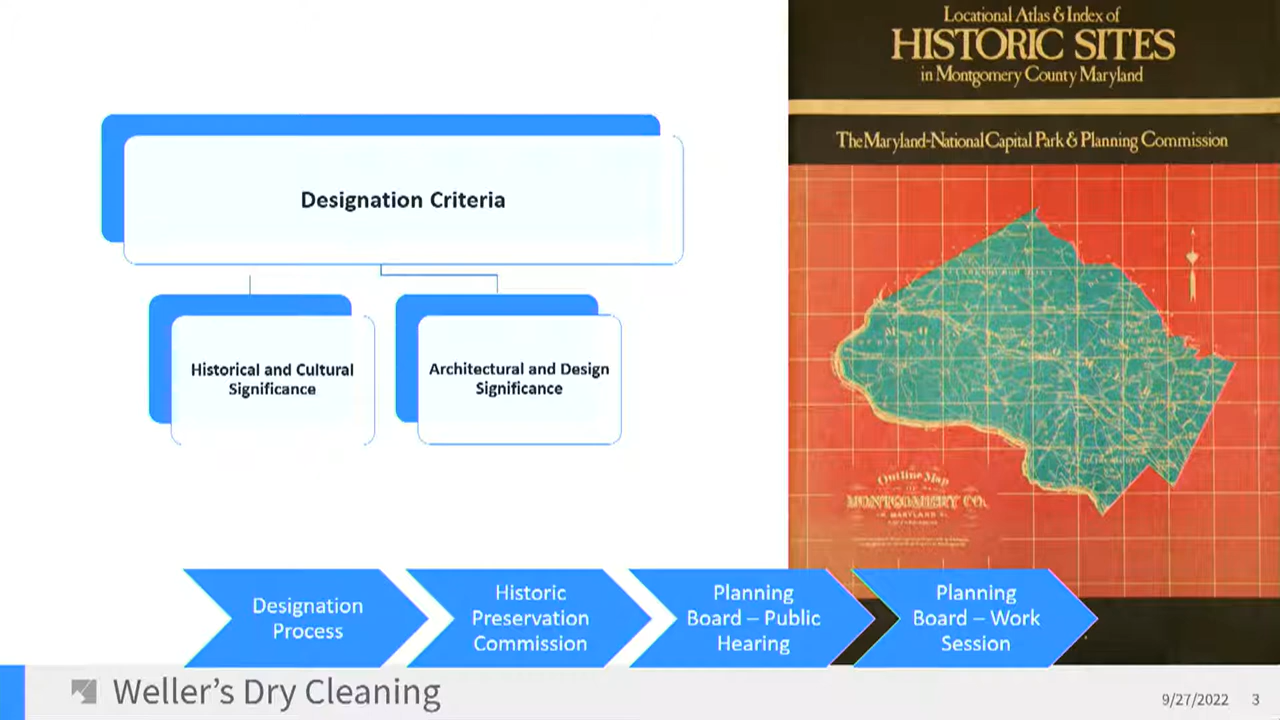 Designation Criteria
Historical and Cultural
Significance
Architectural and Design
Significance
Locational Atlas & Index of
HISTORIC SITES
in Montgomery County Maryland
The Maryland-National Capital Park & Planning Commission
Outline Map
OF
MONTGOMERY CO.
MARYLAND
Designation
Process
Historic
Preservation
Commission
Planning
Board – Public
Hearing
Planning
Board – Work
Session
Weller's Dry Cleaning
9/27/2022 3